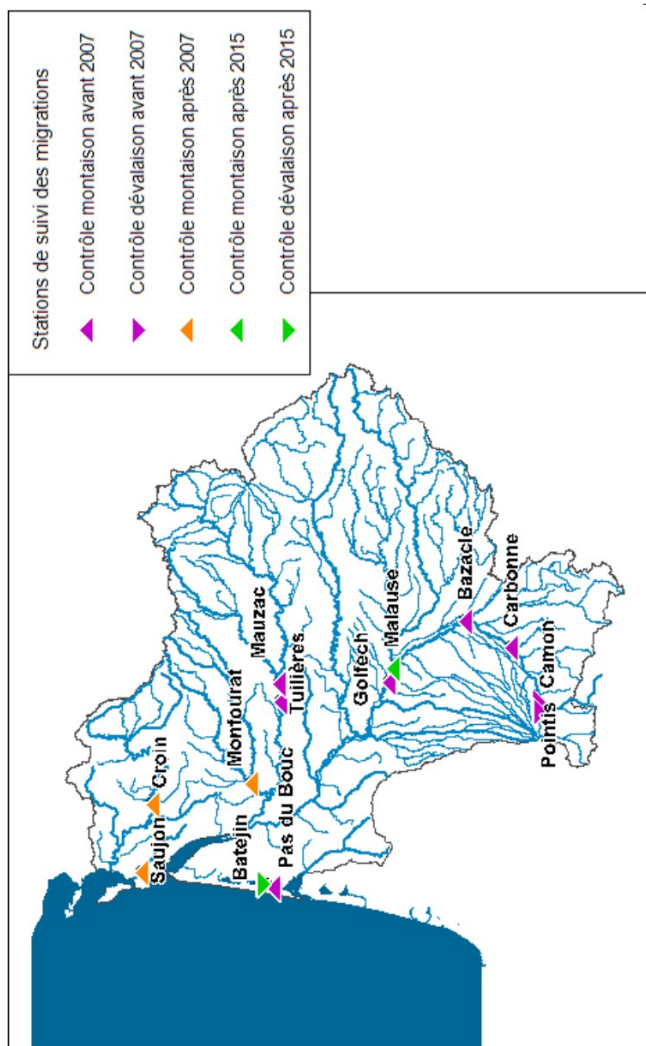 Stations de suivi des migrations
Contrôle montaison avant 2007
Contrôle dévalaison avant 2007
Contrôle montaison après 2007
Contrôle montaison après 2015
Contrôle dévalaison après 2015
Saujon
Croin
Monfourat
Batejin
Pas du Bouc
Mauzac
Tuilières
Golfech
Malause
Bazacle
Carbonne
Camon
Pointis